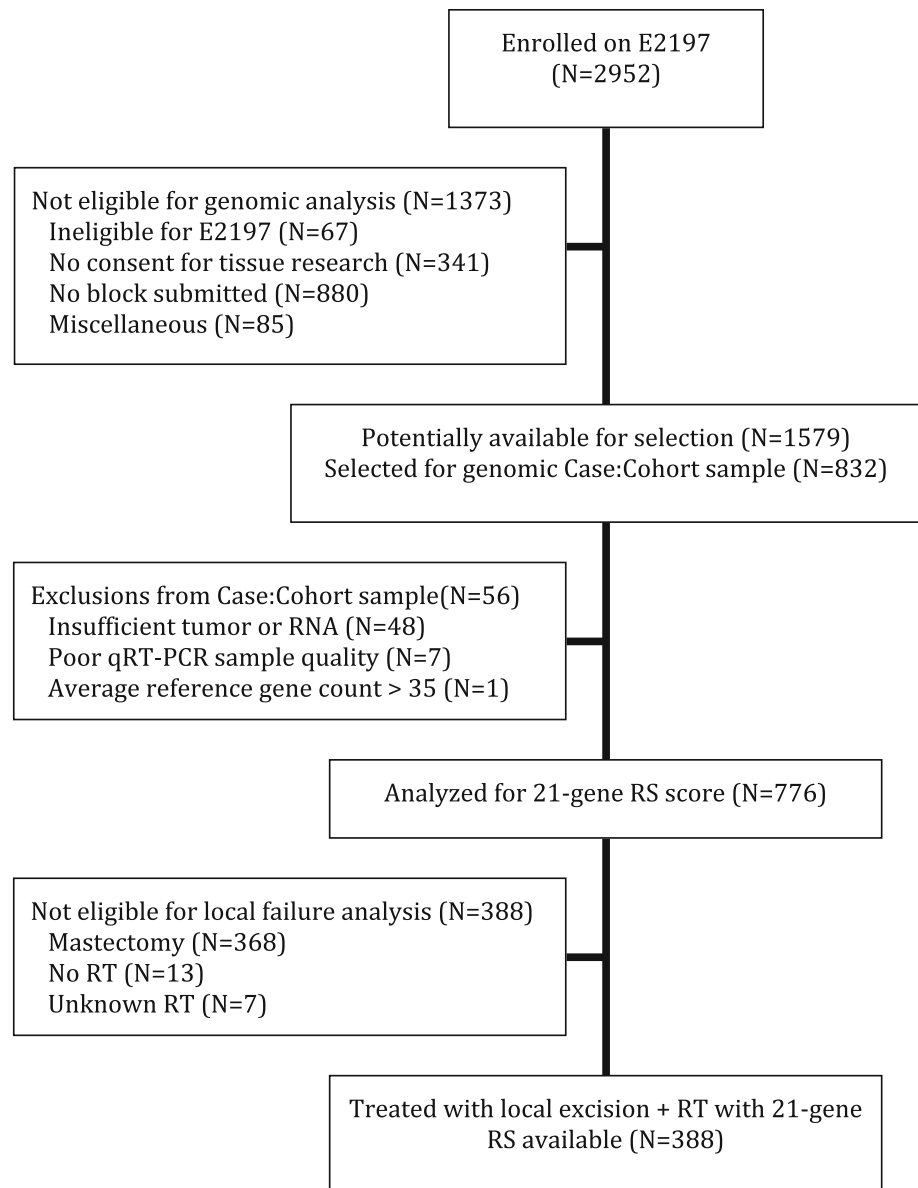 Enrolled on E2197
(N=2952)
Not eligible for genomic analysis (N=1373)
Ineligible for E2197 (N=67)
No consent for tissue research (N=341)
No block submitted (N=880)
Miscellaneous (N=85)
Potentially available for selection (N=1579)
Selected for genomic Case:Cohort sample (N=832)
Exclusions from Case:Cohort sample(N=56)
Insufficient tumor or RNA (N=48)
Poor qRT-PCR sample quality (N=7)
Average reference gene count > 35 (N=1)
Analyzed for 21-gene RS score (N=776)
Not eligible for local failure analysis (N=388)
Mastectomy (N=368)
No RT (N=13)
Unknown RT (N=7)
Treated with local excision + RT with 21-gene
RS available (N=388)